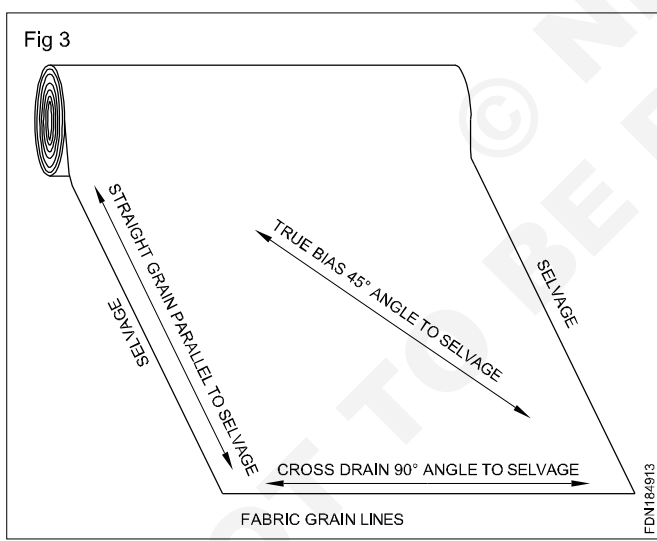 Fig 3
STRAIGHT GRAIN PARALLEL TO SELVAGE
SELVAGE
TRUE BIAS 45° ANGLE TO SELVAGE
SELVAGE
CROSS DRAIN 90° ANGLE TO SELVAGE
FABRIC GRAIN LINES
FDN184913